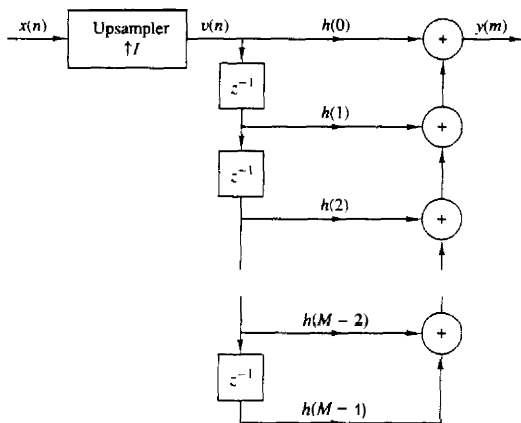 x(n)
Upsampler
↑I
v(n)
h(0)
y(m)
+
z⁻¹
h(1)
+
z⁻¹
h(2)
+
h(M − 2)
+
z⁻¹
h(M − 1)